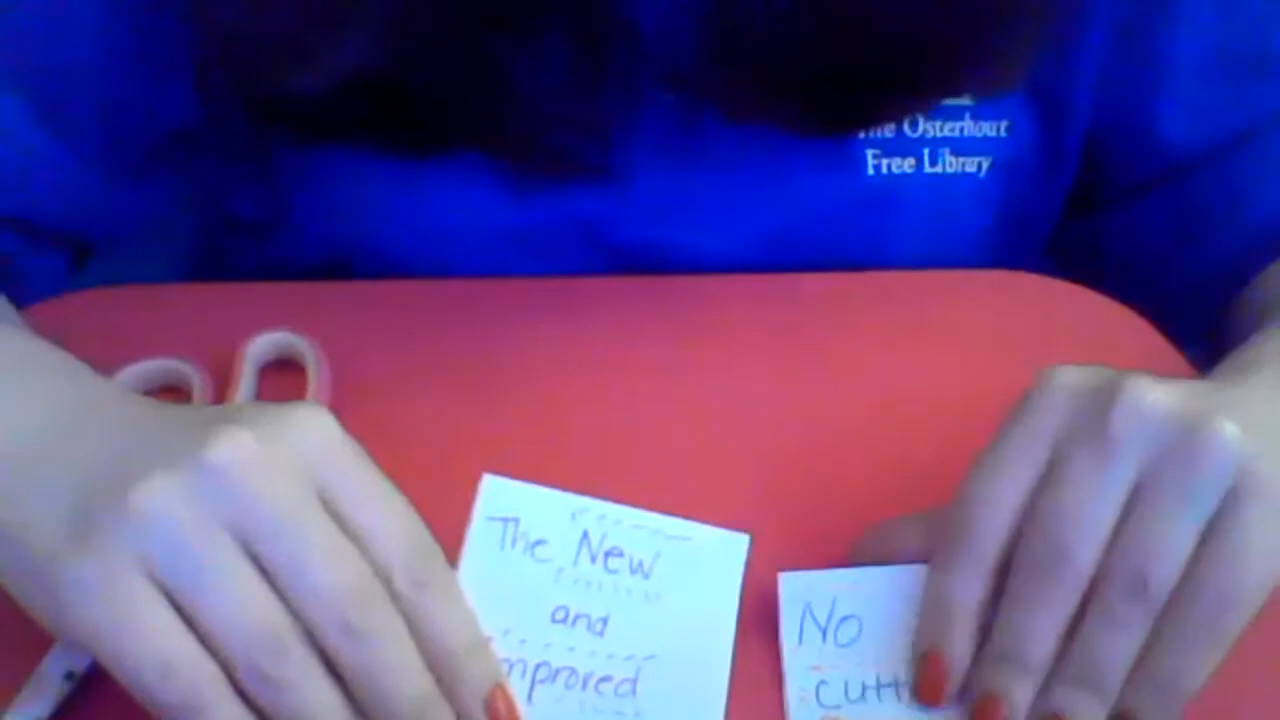 The Osterhout
Free Library
The New
and
mproved
No
cutt